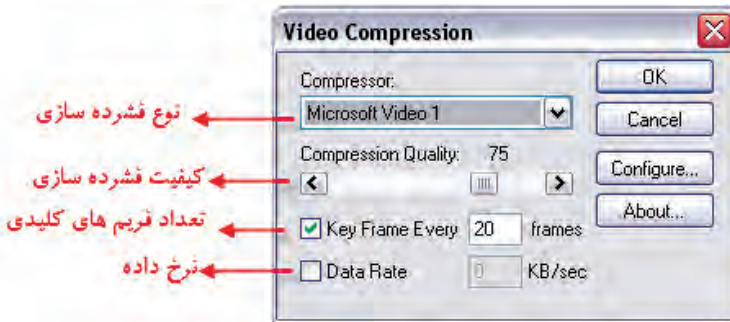 Video Compression
Compressor:
OK
نوع فشرده سازی
Microsoft Video 1
Cancel
Compression Quality: 75
کیفیت فشرده سازی
Configure...
تعداد فریم های کلیدی
Key Frame Every 20 frames
About...
نرخ داده
Data Rate 0 KB/sec